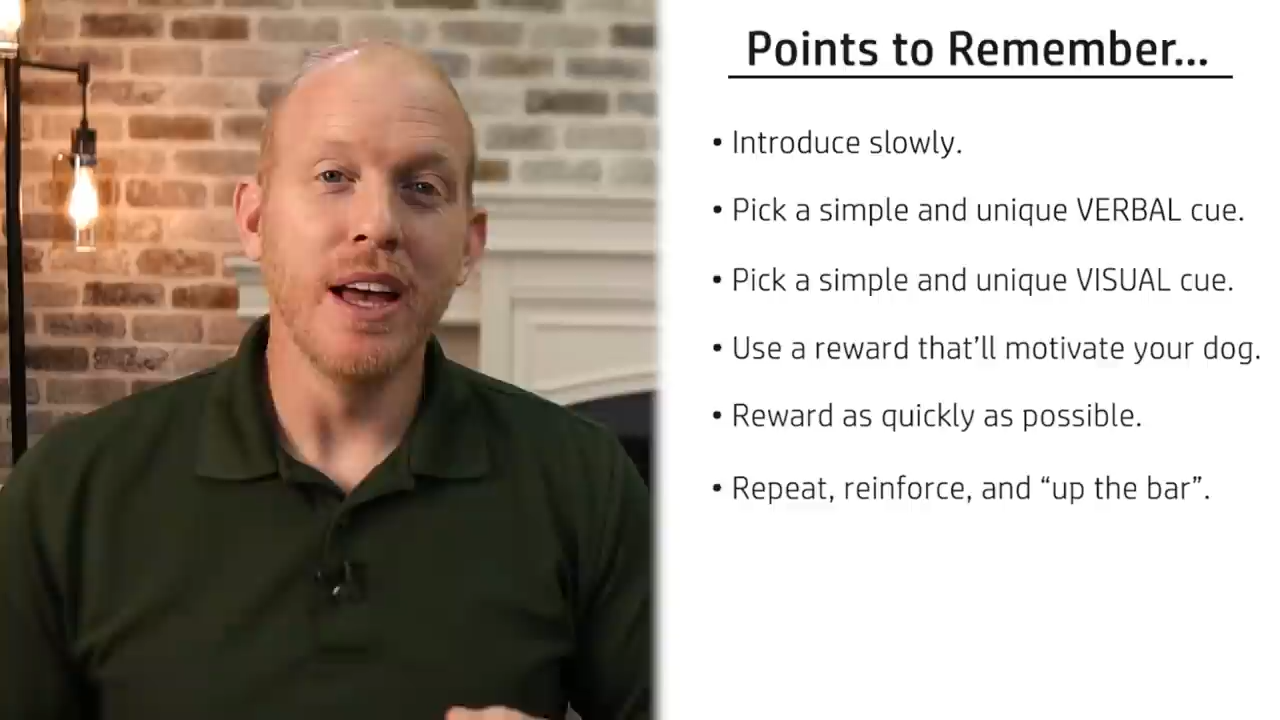 Points to Remember...
• Introduce slowly.
• Pick a simple and unique VERBAL cue.
• Pick a simple and unique VISUAL cue.
• Use a reward that’ll motivate your dog.
• Reward as quickly as possible.
• Repeat, reinforce, and “up the bar”.